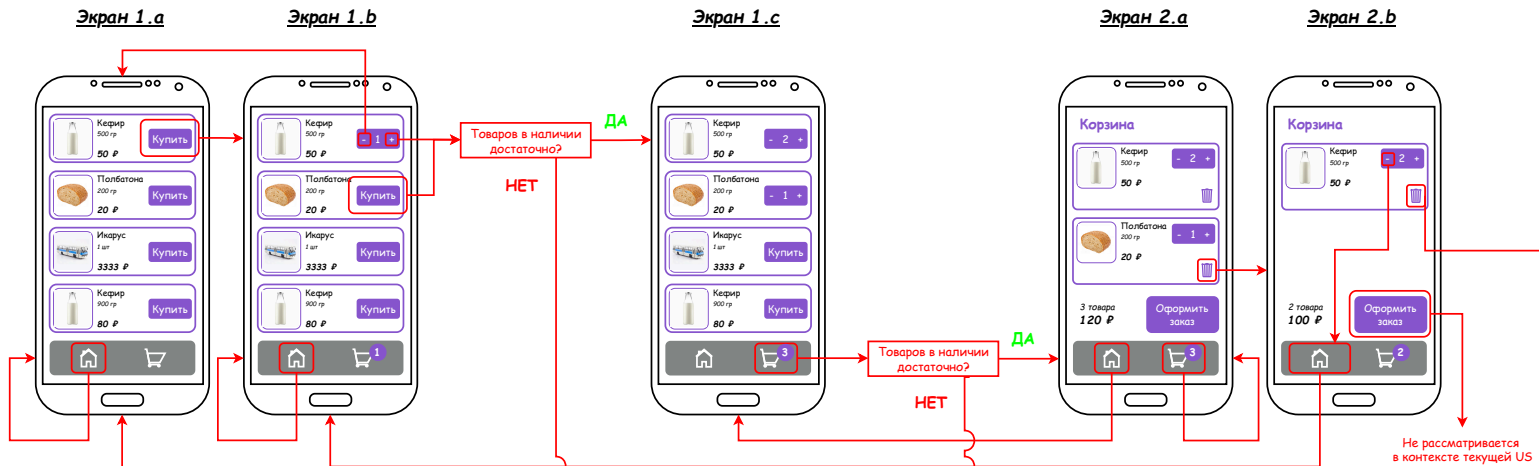 Экран 1.a
Экран 1.b
Экран 1.c
Экран 2.a
Экран 2.b
Кефир
500 гр
50 ₽
Купить
Полбатона
200 гр
20 ₽
Купить
Икарус
1 шт
3333 ₽
Купить
Кефир
900 гр
80 ₽
Купить
Кефир
500 гр
50 ₽
- 1 +
Полбатона
200 гр
20 ₽
Купить
Икарус
1 шт
3333 ₽
Купить
Кефир
900 гр
80 ₽
Купить
1
Товаров в наличии
достаточно?
ДА
НЕТ
Кефир
500 гр
50 ₽
- 2 +
Полбатона
200 гр
20 ₽
- 1 +
Икарус
1 шт
3333 ₽
Купить
Кефир
900 гр
80 ₽
Купить
3
Товаров в наличии
достаточно?
ДА
НЕТ
Корзина
Кефир
500 гр
50 ₽
- 2 +
Полбатона
200 гр
20 ₽
- 1 +
3 товара
120 ₽
Оформить
заказ
3
Корзина
Кефир
500 гр
50 ₽
- 2 +
2 товара
100 ₽
Оформить
заказ
2
Не рассматривается
в контексте текущей US